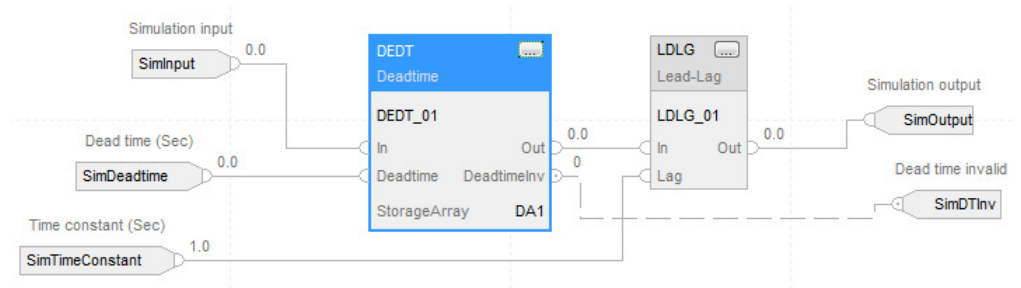 Simulation input
SimInput
0.0
Dead time (Sec)
SimDeadtime
0.0
Time constant (Sec)
SimTimeConstant
1.0
DEDT ...
Deadtime
DEDT_01
In Out
Deadtime DeadtimeInv
StorageArray DA1
0.0
0
LDLG ...
Lead-Lag
LDLG_01
In Out
Lag
0.0
Simulation output
SimOutput
Dead time invalid
SimDTInv